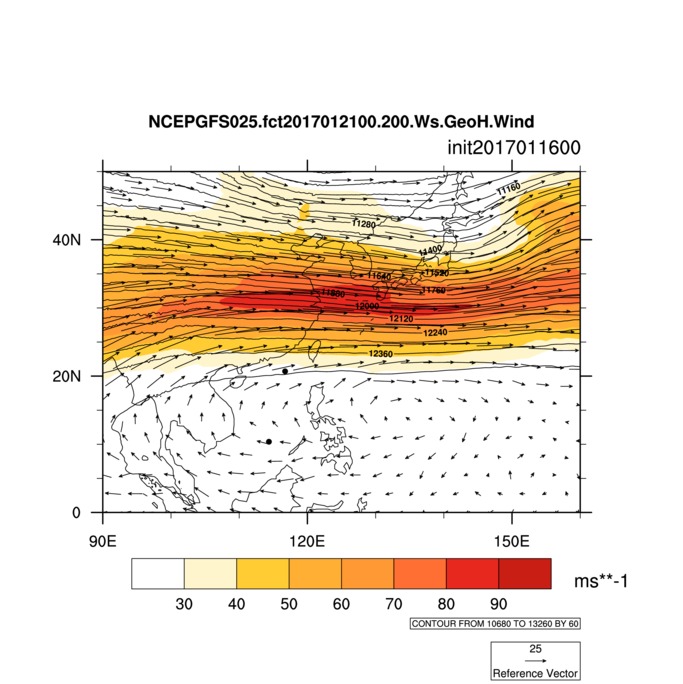 NCEPGFS025.fct2017012100.200.Ws.GeoH.Wind
init2017011600
11160
11280
40N
11400
11640
11520
11880
11760
12000
12120
12240
12360
20N
0
90E 120E 150E
ms**-1
30 40 50 60 70 80 90
CONTOUR FROM 10680 TO 13260 BY 60
25
Reference Vector